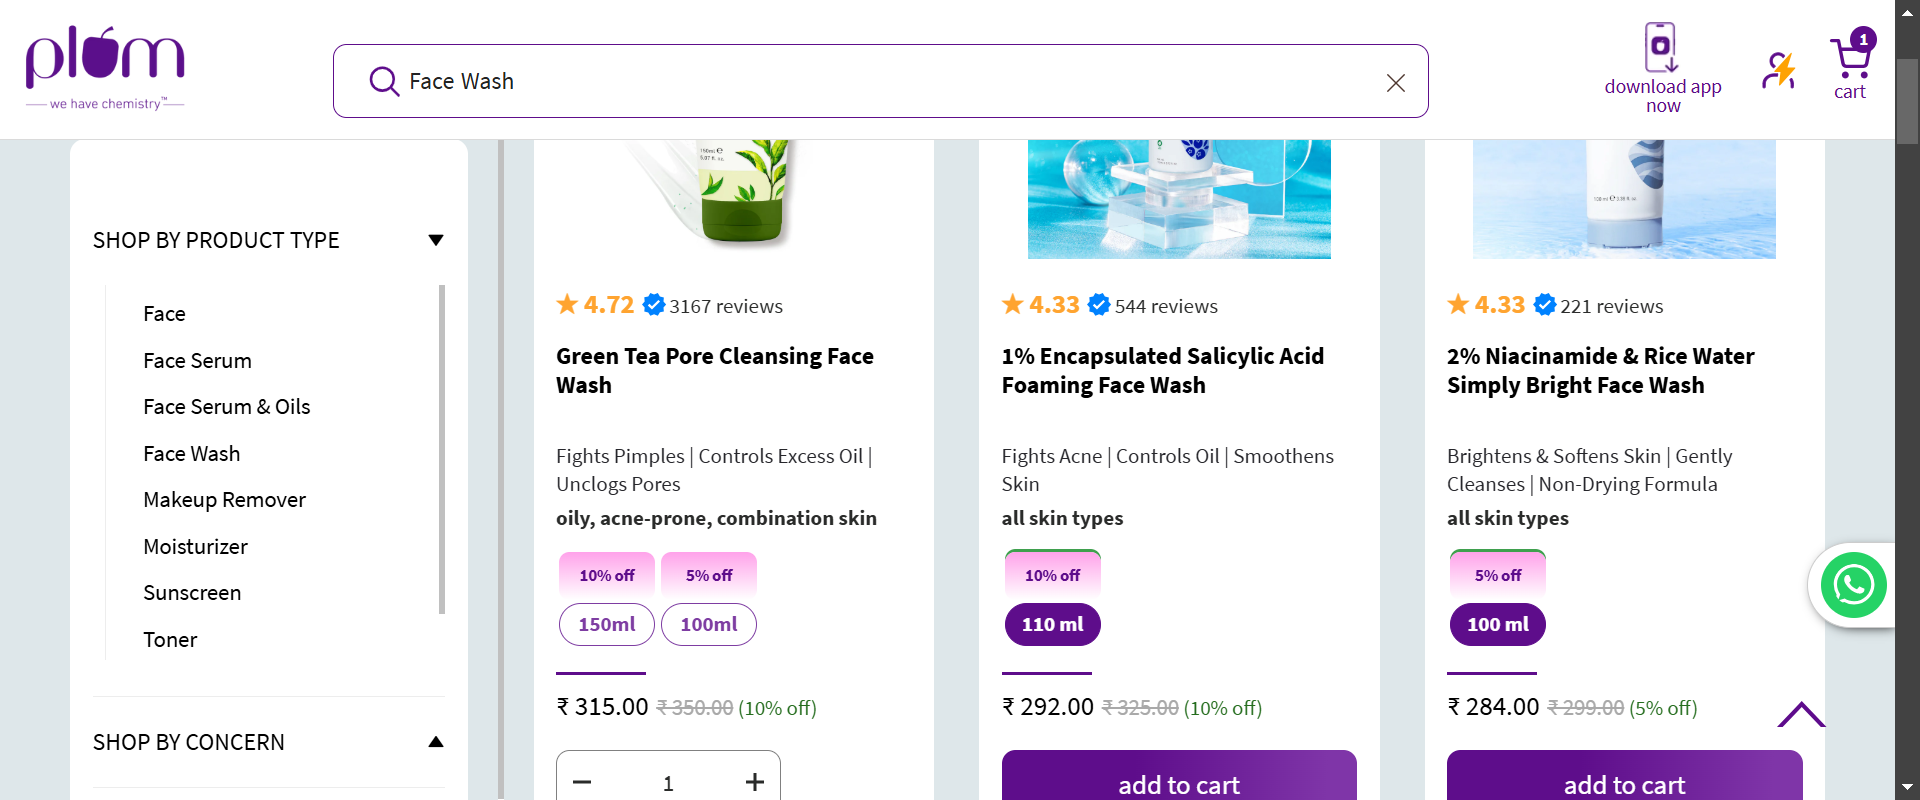 plum
we have chemistry™
Face Wash
download app
now
1
cart
SHOP BY PRODUCT TYPE
Face
Face Serum
Face Serum & Oils
Face Wash
Makeup Remover
Moisturizer
Sunscreen
Toner
SHOP BY CONCERN
4.72 3167 reviews
Green Tea Pore Cleansing Face
Wash
Fights Pimples | Controls Excess Oil |
Unclogs Pores
oily, acne-prone, combination skin
10% off 5% off
150ml 100ml
₹ 315.00 ₹ 350.00 (10% off)
− 1 +
4.33 544 reviews
1% Encapsulated Salicylic Acid
Foaming Face Wash
Fights Acne | Controls Oil | Smoothens
Skin
all skin types
10% off
110 ml
₹ 292.00 ₹ 325.00 (10% off)
add to cart
4.33 221 reviews
2% Niacinamide & Rice Water
Simply Bright Face Wash
Brightens & Softens Skin | Gently
Cleanses | Non-Drying Formula
all skin types
5% off
100 ml
₹ 284.00 ₹ 299.00 (5% off)
add to cart